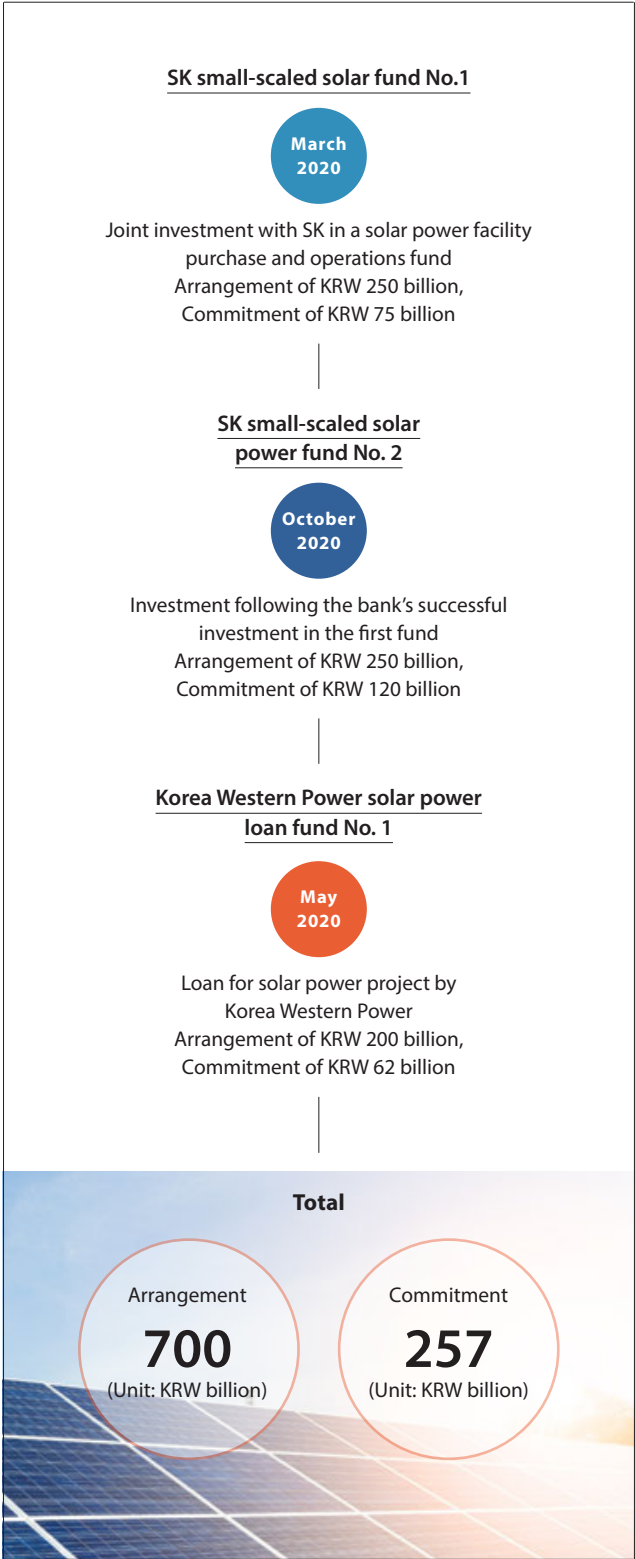 SK small-scaled solar fund No.1
March
2020
Joint investment with SK in a solar power facility
purchase and operations fund
Arrangement of KRW 250 billion,
Commitment of KRW 75 billion
SK small-scaled solar
power fund No. 2
October
2020
Investment following the bank’s successful
investment in the first fund
Arrangement of KRW 250 billion,
Commitment of KRW 120 billion
Korea Western Power solar power
loan fund No. 1
May
2020
Loan for solar power project by
Korea Western Power
Arrangement of KRW 200 billion,
Commitment of KRW 62 billion
Total
Arrangement
700
(Unit: KRW billion)
Commitment
257
(Unit: KRW billion)